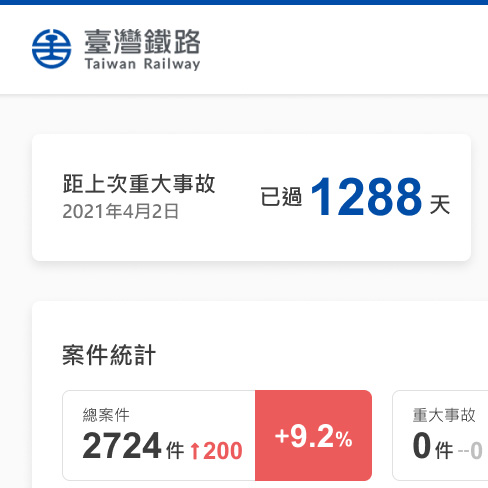 臺灣鐵路
Taiwan Railway
距上次重大事故
2021年4月2日
已過 1288 天
案件統計
總案件
2724 件 ↑200
+9.2%
重大事故
0 件 --0